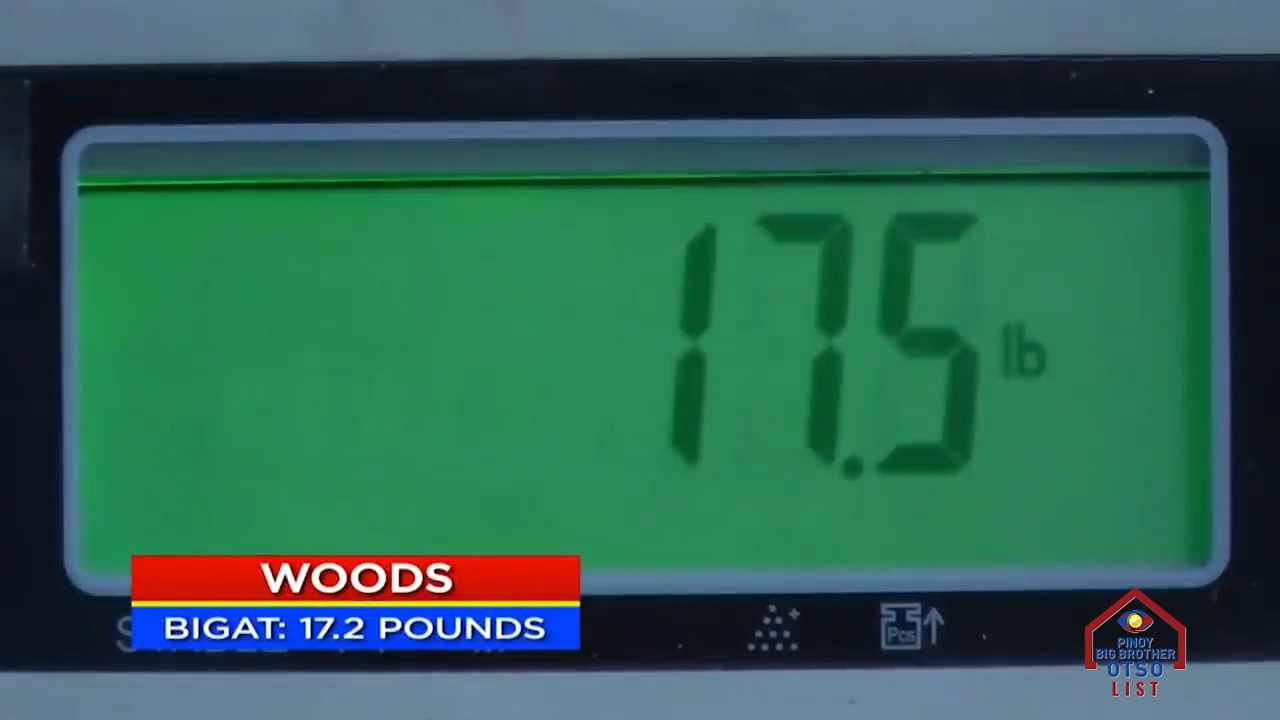 17.5 lb
WOODS
BIGAT: 17.2 POUNDS
Pcs
PINOY
BIG BROTHER
OTSO
LIST